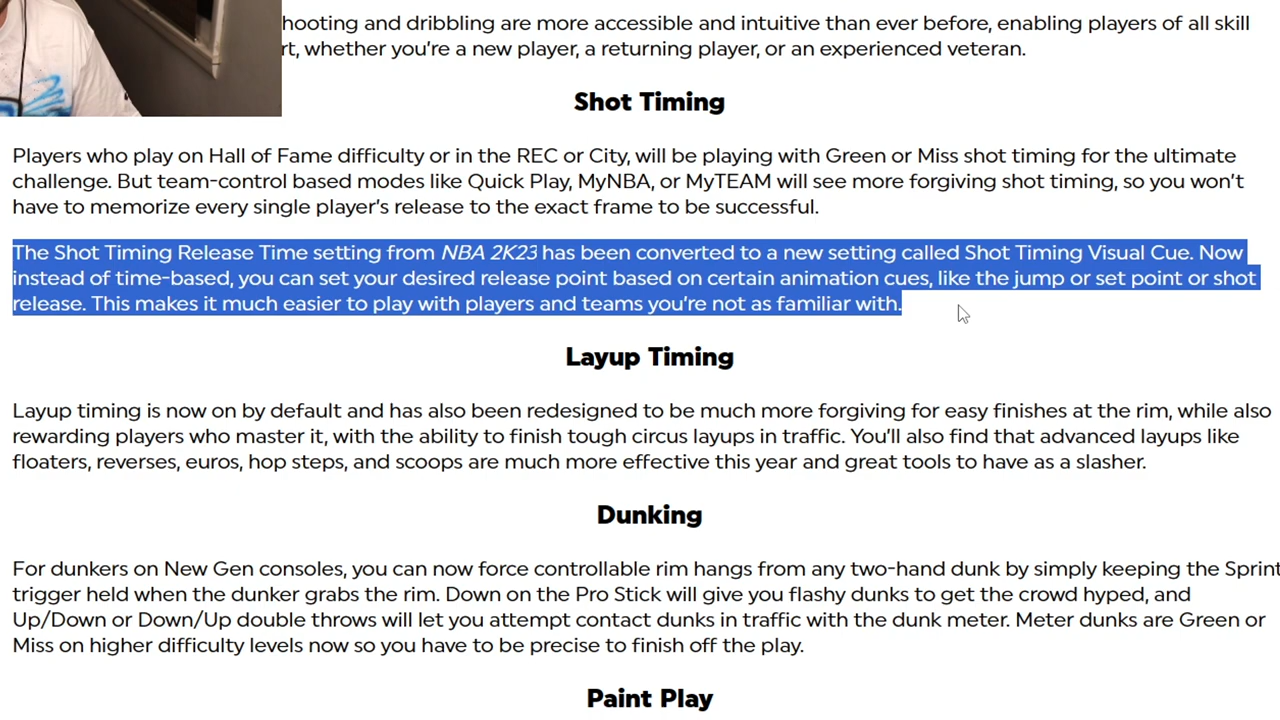 hooting and dribbling are more accessible and intuitive than ever before, enabling players of all skill
rt, whether you're a new player, a returning player, or an experienced veteran.
Shot Timing
Players who play on Hall of Fame difficulty or in the REC or City, will be playing with Green or Miss shot timing for the ultimate
challenge. But team-control based modes like Quick Play, MyNBA, or MyTEAM will see more forgiving shot timing, so you won't
have to memorize every single player's release to the exact frame to be successful.
The Shot Timing Release Time setting from NBA 2K23 has been converted to a new setting called Shot Timing Visual Cue. Now
instead of time-based, you can set your desired release point based on certain animation cues, like the jump or set point or shot
release. This makes it much easier to play with players and teams you're not as familiar with.
Layup Timing
Layup timing is now on by default and has also been redesigned to be much more forgiving for easy finishes at the rim, while also
rewarding players who master it, with the ability to finish tough circus layups in traffic. You'll also find that advanced layups like
floaters, reverses, euros, hop steps, and scoops are much more effective this year and great tools to have as a slasher.
Dunking
For dunkers on New Gen consoles, you can now force controllable rim hangs from any two-hand dunk by simply keeping the Sprint
trigger held when the dunker grabs the rim. Down on the Pro Stick will give you flashy dunks to get the crowd hyped, and
Up/Down or Down/Up double throws will let you attempt contact dunks in traffic with the dunk meter. Meter dunks are Green or
Miss on higher difficulty levels now so you have to be precise to finish off the play.
Paint Play